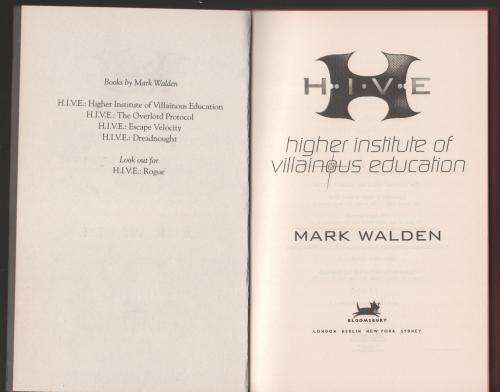 Books by Mark Walden
H.I.V.E.: Higher Institute of Villainous Education
H.I.V.E.: The Overlord Protocol
H.I.V.E.: Escape Velocity
H.I.V.E.: Dreadnought
Look out for
H.I.V.E.: Rogue
H·I·V·E
higher institute of
villainous education
MARK WALDEN
BLOOMSBURY
LONDON BERLIN NEW YORK SYDNEY